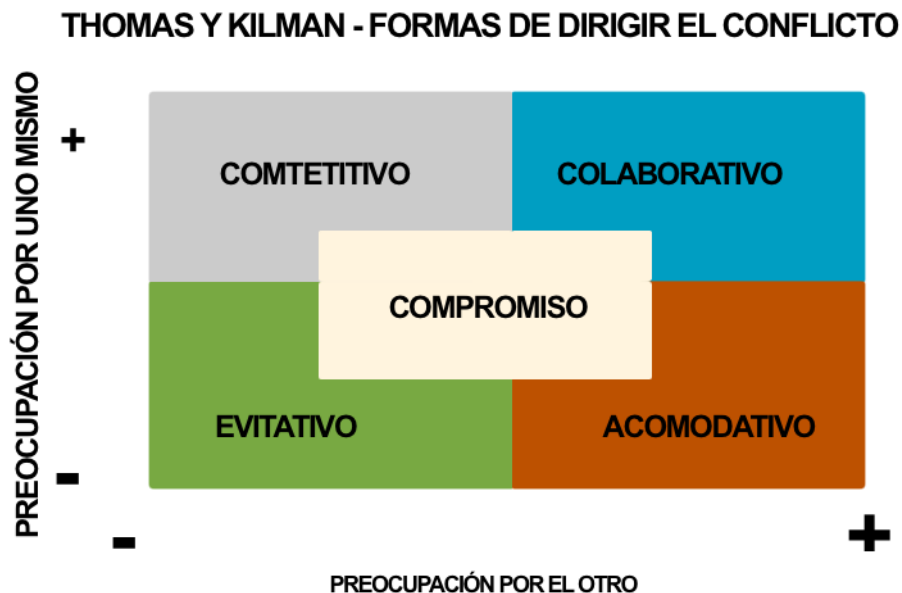 THOMAS Y KILMAN - FORMAS DE DIRIGIR EL CONFLICTO
PREOCUPACIÓN POR UNO MISMO
+
COMTETITIVO
COLABORATIVO
COMPROMISO
EVITATIVO
ACOMODATIVO
-
-
+
PREOCUPACIÓN POR EL OTRO